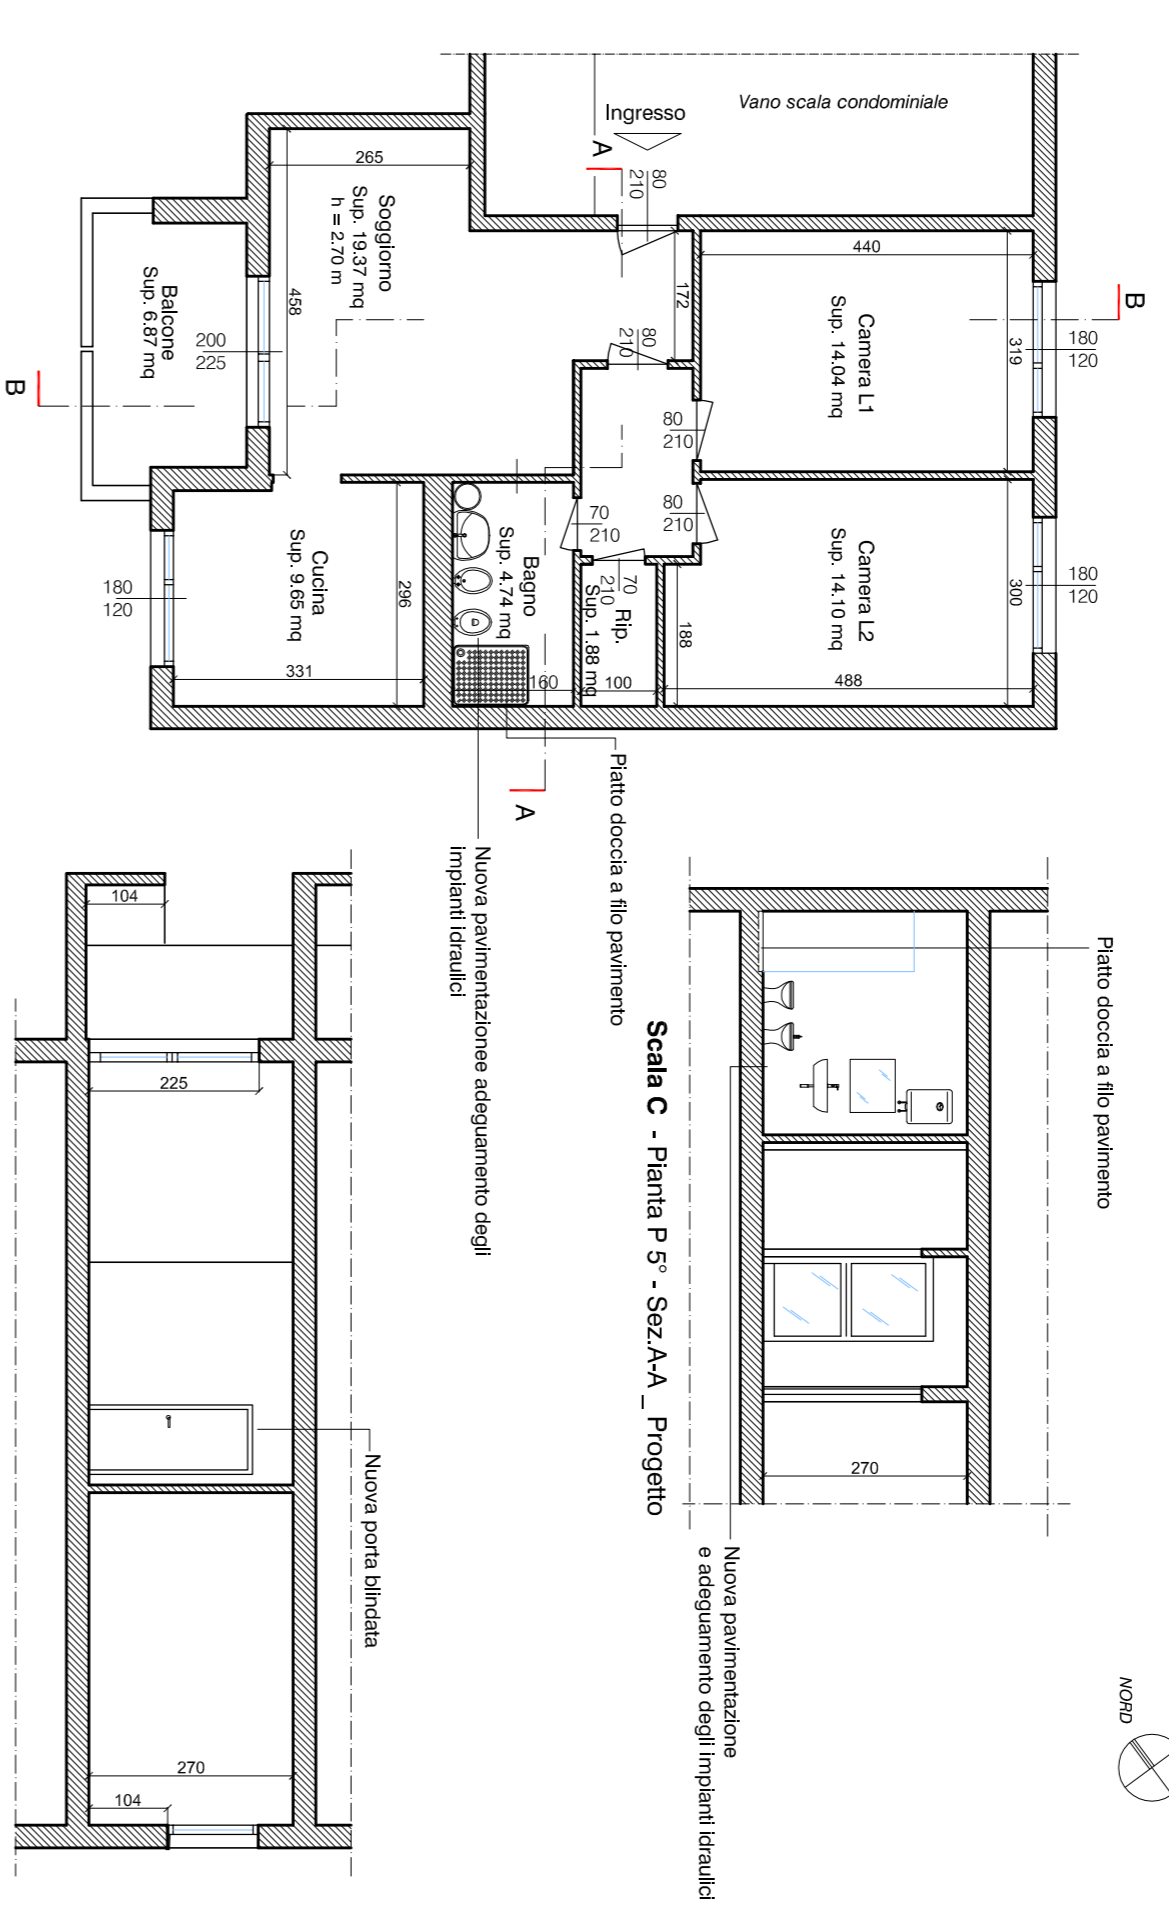 Vano scala condominiale
Ingresso
A
80
210
440
172
319
B
180
120
Camera L1
Sup. 14.04 mq
265
Soggiorno
Sup. 19.37 mq
h = 2.70 m
458
80
210
80
210
Balcone
Sup. 6.87 mq
200
225
B
80
210
70
210
Camera L2
Sup. 14.10 mq
300
180
120
Bagno
Sup. 4.74 mq
70
210
Rip.
Sup. 1.88 mq
188
488
100
160
Cucina
Sup. 9.65 mq
296
331
180
120
A
Piatto doccia a filo pavimento
Nuova pavimentazionee adeguamento degli
impianti idraulici
Piatto doccia a filo pavimento
Scala C - Pianta P 5° - Sez.A-A _ Progetto
270
Nuova pavimentazione
e adeguamento degli impianti idraulici
104
225
Nuova porta blindata
270
104
NORD